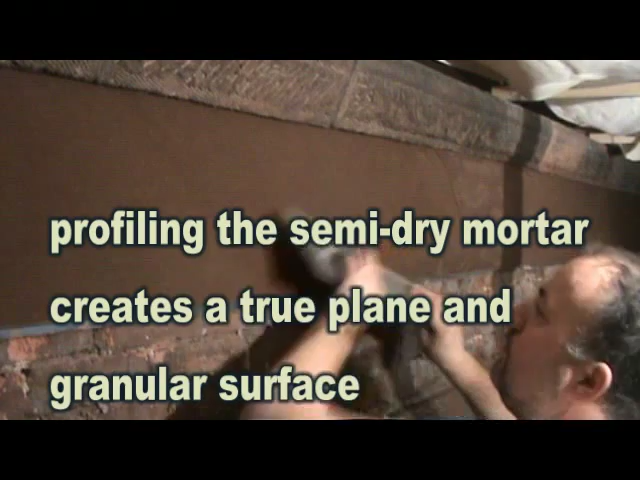 profiling the semi-dry mortar
creates a true plane and
granular surface